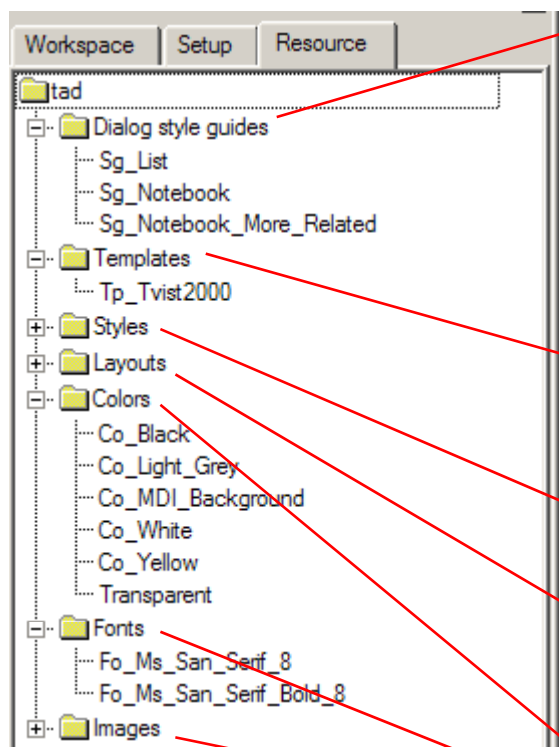 Workspace Setup Resource
tad
Dialog style guides
Sg_List
Sg_Notebook
Sg_Notebook_More_Related
Templates
Tp_Tvist2000
Styles
Layouts
Colors
Co_Black
Co_Light_Grey
Co_MDI_Background
Co_White
Co_Yellow
Transparent
Fonts
Fo_Ms_San_Serif_8
Fo_Ms_San_Serif_Bold_8
Images